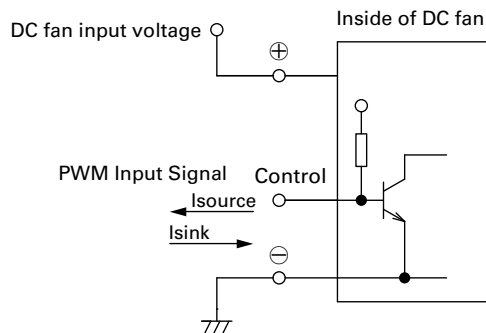 Inside of DC fan
DC fan input voltage
+
PWM Input Signal
Control
Isource
Isink
−